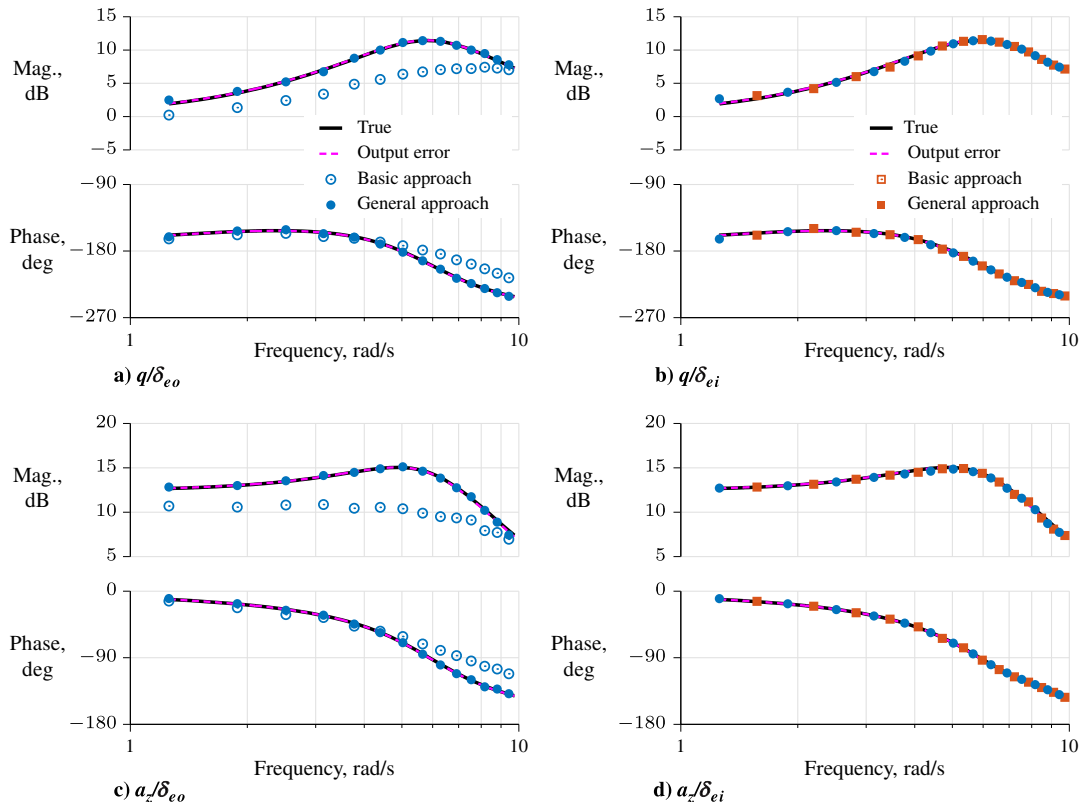 15
10
5
0
−5
Mag.,
dB
True
Output error
Basic approach
General approach
−90
−180
−270
Phase,
deg
1
10
Frequency, rad/s
a) q/δeo
15
10
5
0
−5
Mag.,
dB
True
Output error
Basic approach
General approach
−90
−180
−270
Phase,
deg
1
10
Frequency, rad/s
b) q/δei
20
15
10
5
Mag.,
dB
0
−90
−180
Phase,
deg
1
10
Frequency, rad/s
c) az/δeo
20
15
10
5
Mag.,
dB
0
−90
−180
Phase,
deg
1
10
Frequency, rad/s
d) az/δei